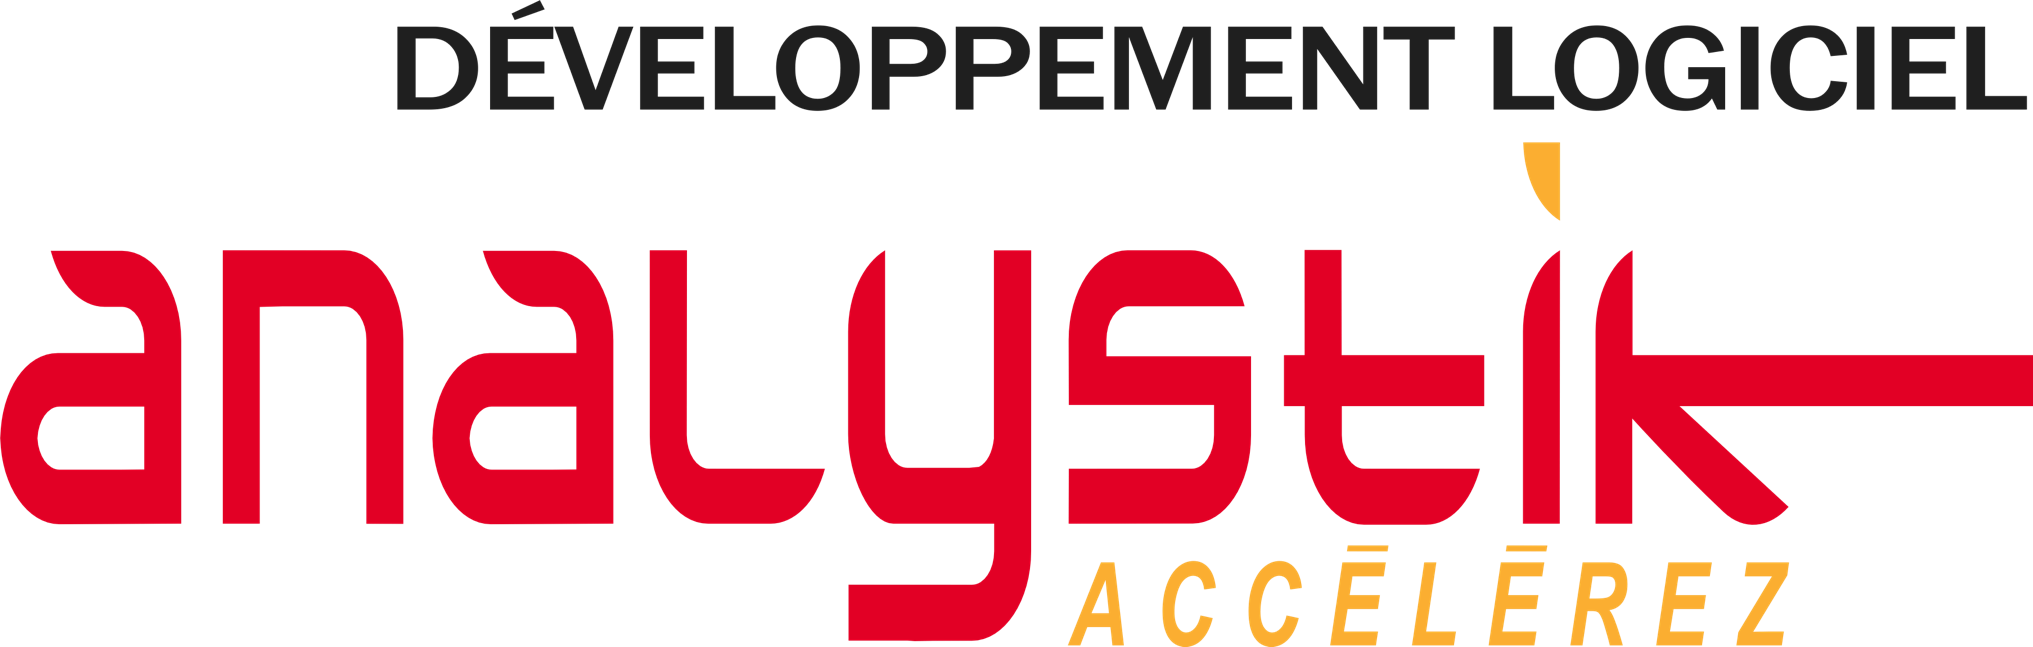 DÉVELOPPEMENT LOGICIEL
analystik
ACCĒLĒREZ